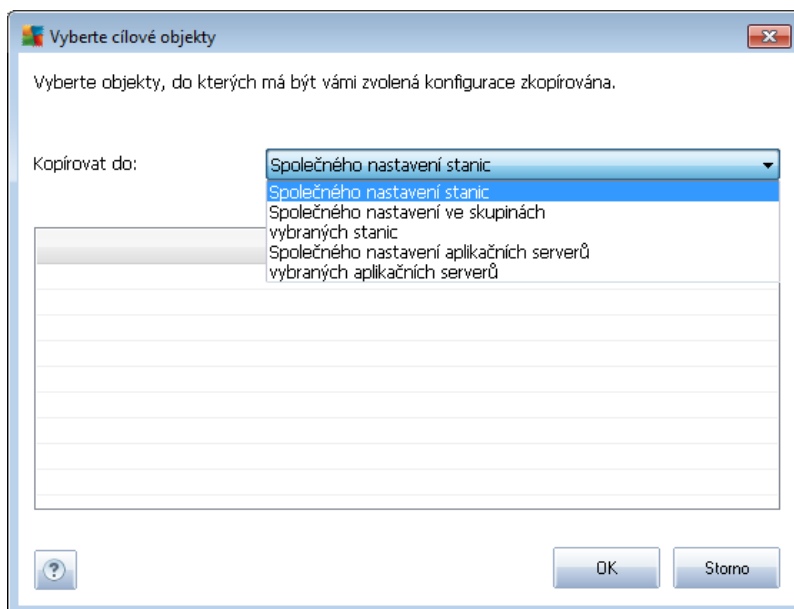 Vyberte cílové objekty
Vyberte objekty, do kterých má být vámi zvolená konfigurace zkopírována.
Kopírovat do:
Společného nastavení stanic
Společného nastavení stanic
Společného nastavení ve skupinách
vybraných stanic
Společného nastavení aplikačních serverů
vybraných aplikačních serverů
?
OK
Storno